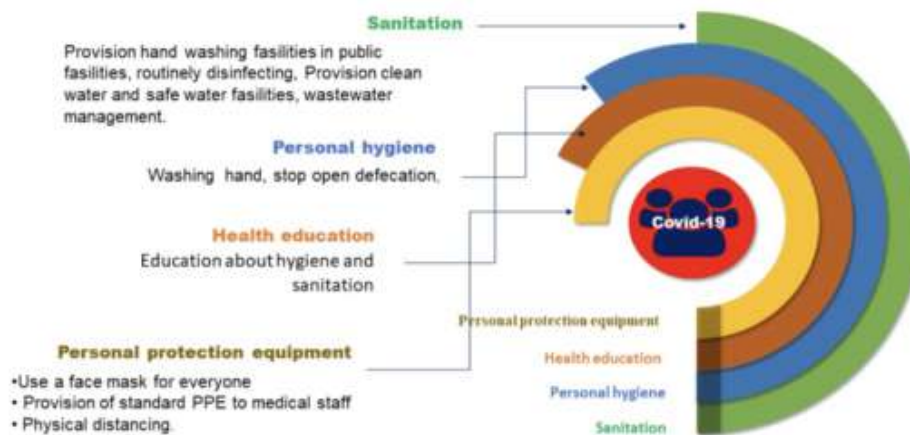 Sanitation
Provision hand washing facilities in public
fasilities, routinely disinfecting, Provision clean
water and safe water facilities, wastewater
management.
Personal hygiene
Washing hand, stop open defecation,
Health education
Education about hygiene and
sanitation
Personal protection equipment
•Use a face mask for everyone
• Provision of standard PPE to medical staff
• Physical distancing.
Covid-19
Personal protection equipment
Health education
Personal hygiene
Sanitation